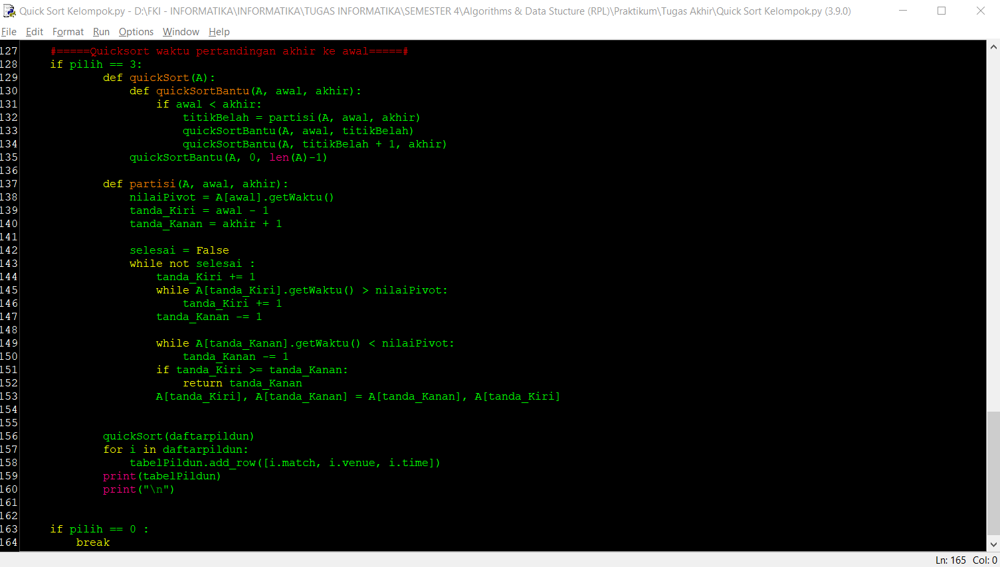 Quick Sort Kelompok.py - D:\FKI - INFORMATIKA\INFORMATIKA\TUGAS INFORMATIKA\SEMESTER 4\Algorithms & Data Stucture (RPL)\Praktikum\Tugas Akhir\Quick Sort Kelompok.py (3.9.0)
File Edit Format Run Options Window Help
127     #=====Quicksort waktu pertandingan akhir ke awal=====#
128     if pilih == 3:
129             def quickSort(A):
130                 def quickSortBantu(A, awal, akhir):
131                     if awal < akhir:
132                         titikBelah = partisi(A, awal, akhir)
133                         quickSortBantu(A, awal, titikBelah)
134                         quickSortBantu(A, titikBelah + 1, akhir)
135                 quickSortBantu(A, 0, len(A)-1)
136
137             def partisi(A, awal, akhir):
138                 nilaiPivot = A[awal].getWaktu()
139                 tanda_Kiri = awal - 1
140                 tanda_Kanan = akhir + 1
141
142                 selesai = False
143                 while not selesai :
144                     tanda_Kiri += 1
145                     while A[tanda_Kiri].getWaktu() > nilaiPivot:
146                         tanda_Kiri += 1
147                     tanda_Kanan -= 1
148
149                     while A[tanda_Kanan].getWaktu() < nilaiPivot:
150                         tanda_Kanan -= 1
151                     if tanda_Kiri >= tanda_Kanan:
152                         return tanda_Kanan
153                     A[tanda_Kiri], A[tanda_Kanan] = A[tanda_Kanan], A[tanda_Kiri]
154
155
156             quickSort(daftarpildun)
157             for i in daftarpildun:
158                 tabelPildun.add_row([i.match, i.venue, i.time])
159             print(tabelPildun)
160             print("\n")
161
162
163     if pilih == 0 :
164         break
Ln: 165 Col: 0